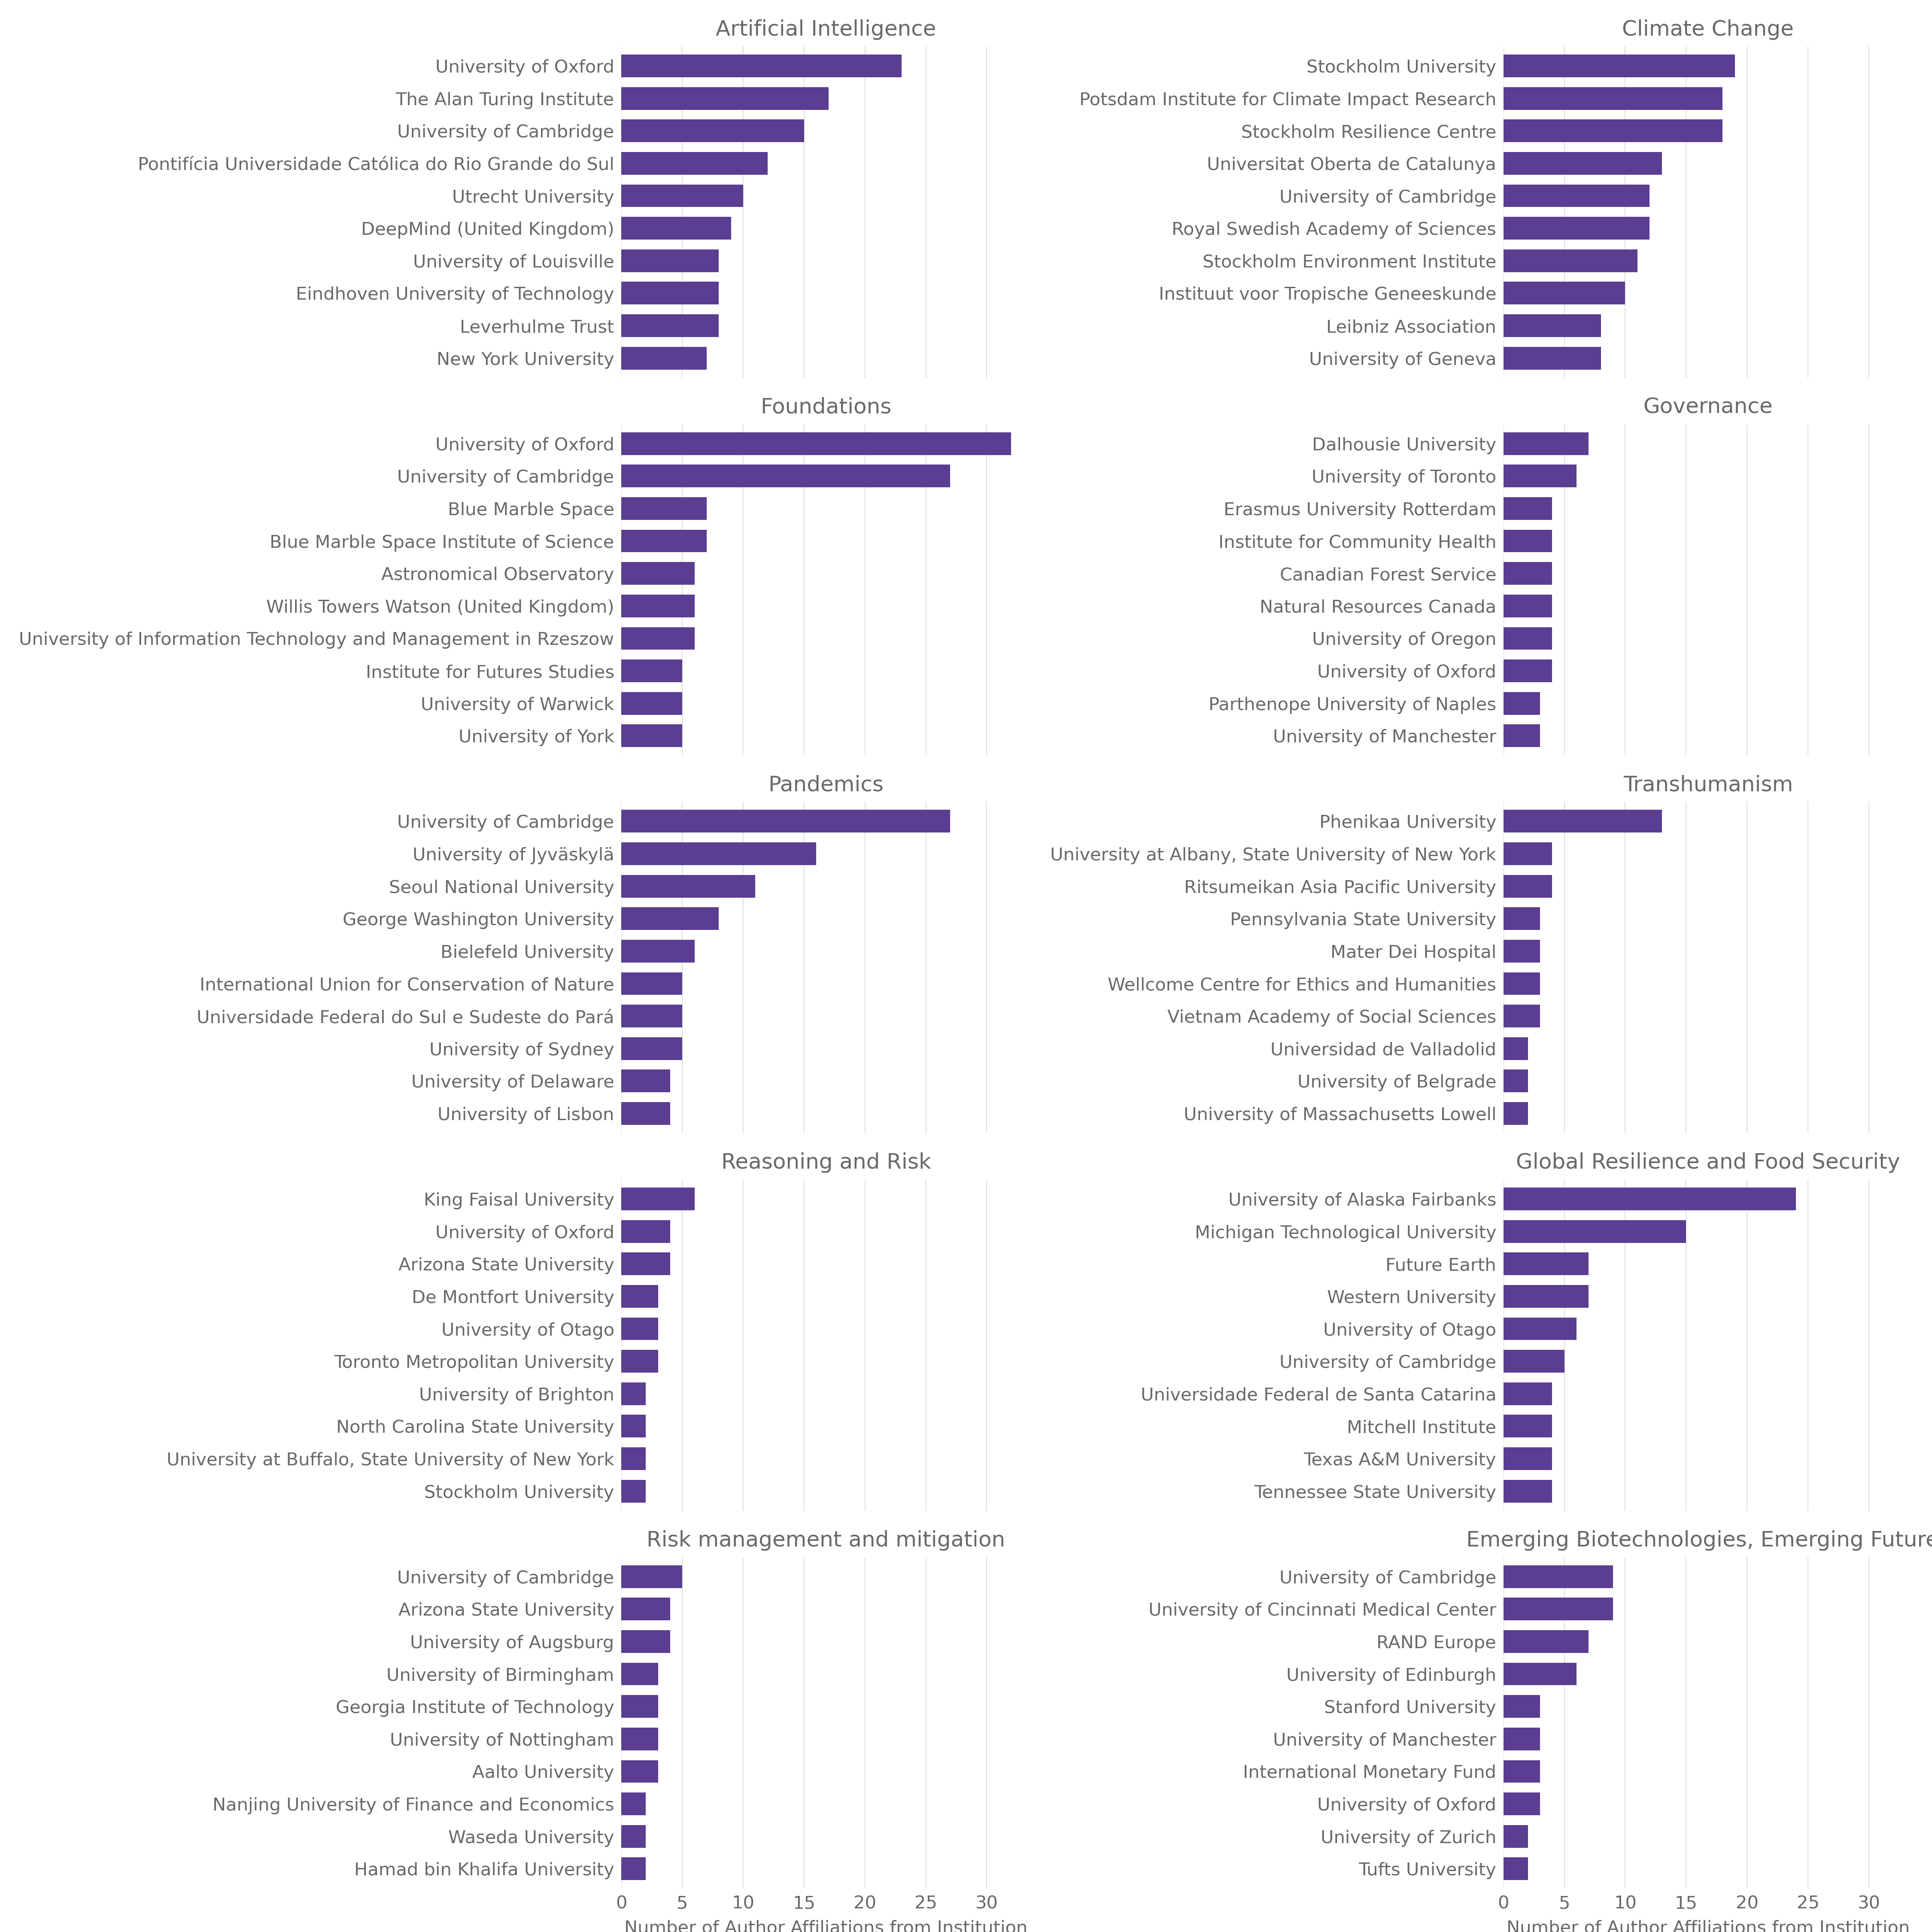 Artificial Intelligence
University of Oxford
The Alan Turing Institute
University of Cambridge
Pontifícia Universidade Católica do Rio Grande do Sul
Utrecht University
DeepMind (United Kingdom)
University of Louisville
Eindhoven University of Technology
Leverhulme Trust
New York University
Climate Change
Stockholm University
Potsdam Institute for Climate Impact Research
Stockholm Resilience Centre
Universitat Oberta de Catalunya
University of Cambridge
Royal Swedish Academy of Sciences
Stockholm Environment Institute
Instituut voor Tropische Geneeskunde
Leibniz Association
University of Geneva
Foundations
University of Oxford
University of Cambridge
Blue Marble Space
Blue Marble Space Institute of Science
Astronomical Observatory
Willis Towers Watson (United Kingdom)
University of Information Technology and Management in Rzeszow
Institute for Futures Studies
University of Warwick
University of York
Governance
Dalhousie University
University of Toronto
Erasmus University Rotterdam
Institute for Community Health
Canadian Forest Service
Natural Resources Canada
University of Oregon
University of Oxford
Parthenope University of Naples
University of Manchester
Pandemics
University of Cambridge
University of Jyväskylä
Seoul National University
George Washington University
Bielefeld University
International Union for Conservation of Nature
Universidade Federal do Sul e Sudeste do Pará
University of Sydney
University of Delaware
University of Lisbon
Transhumanism
Phenikaa University
University at Albany, State University of New York
Ritsumeikan Asia Pacific University
Pennsylvania State University
Mater Dei Hospital
Wellcome Centre for Ethics and Humanities
Vietnam Academy of Social Sciences
Universidad de Valladolid
University of Belgrade
University of Massachusetts Lowell
Reasoning and Risk
King Faisal University
University of Oxford
Arizona State University
De Montfort University
University of Otago
Toronto Metropolitan University
University of Brighton
North Carolina State University
University at Buffalo, State University of New York
Stockholm University
Global Resilience and Food Security
University of Alaska Fairbanks
Michigan Technological University
Future Earth
Western University
University of Otago
University of Cambridge
Universidade Federal de Santa Catarina
Mitchell Institute
Texas A&M University
Tennessee State University
Risk management and mitigation
University of Cambridge
Arizona State University
University of Augsburg
University of Birmingham
Georgia Institute of Technology
University of Nottingham
Aalto University
Nanjing University of Finance and Economics
Waseda University
Hamad bin Khalifa University
0 5 10 15 20 25 30
Number of Author Affiliations from Institution
Emerging Biotechnologies, Emerging Future
University of Cambridge
University of Cincinnati Medical Center
RAND Europe
University of Edinburgh
Stanford University
University of Manchester
International Monetary Fund
University of Oxford
University of Zurich
Tufts University
0 5 10 15 20 25 30
Number of Author Affiliations from Institution